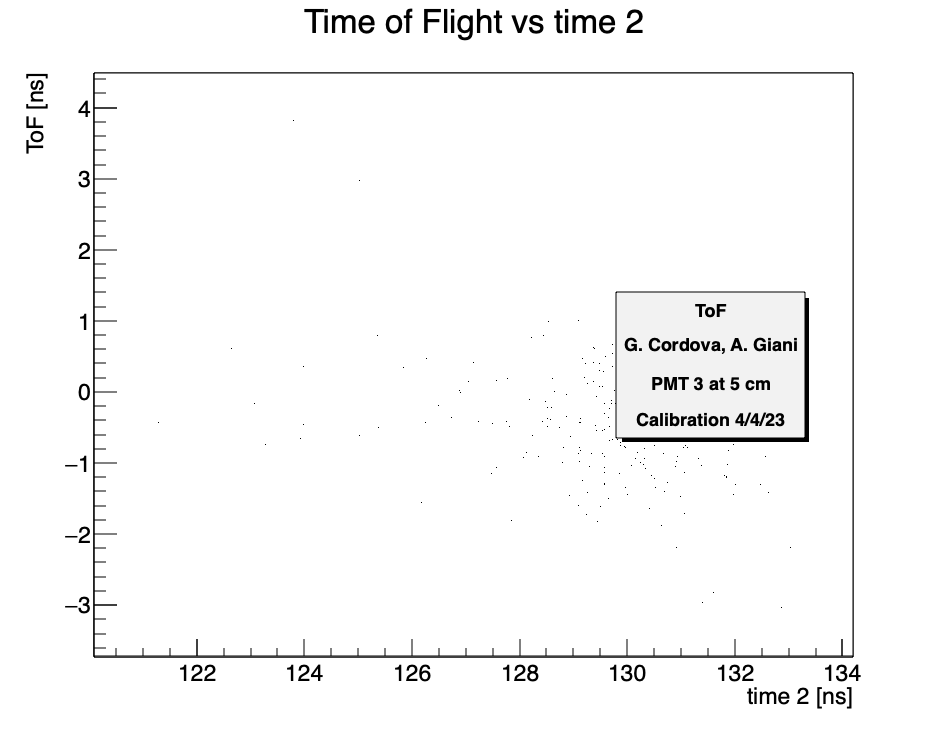 Time of Flight vs time 2
ToF [ns]
4
3
2
1
0
−1
−2
−3
ToF
G. Cordova, A. Giani
PMT 3 at 5 cm
Calibration 4/4/23
122 124 126 128 130 132 134
time 2 [ns]